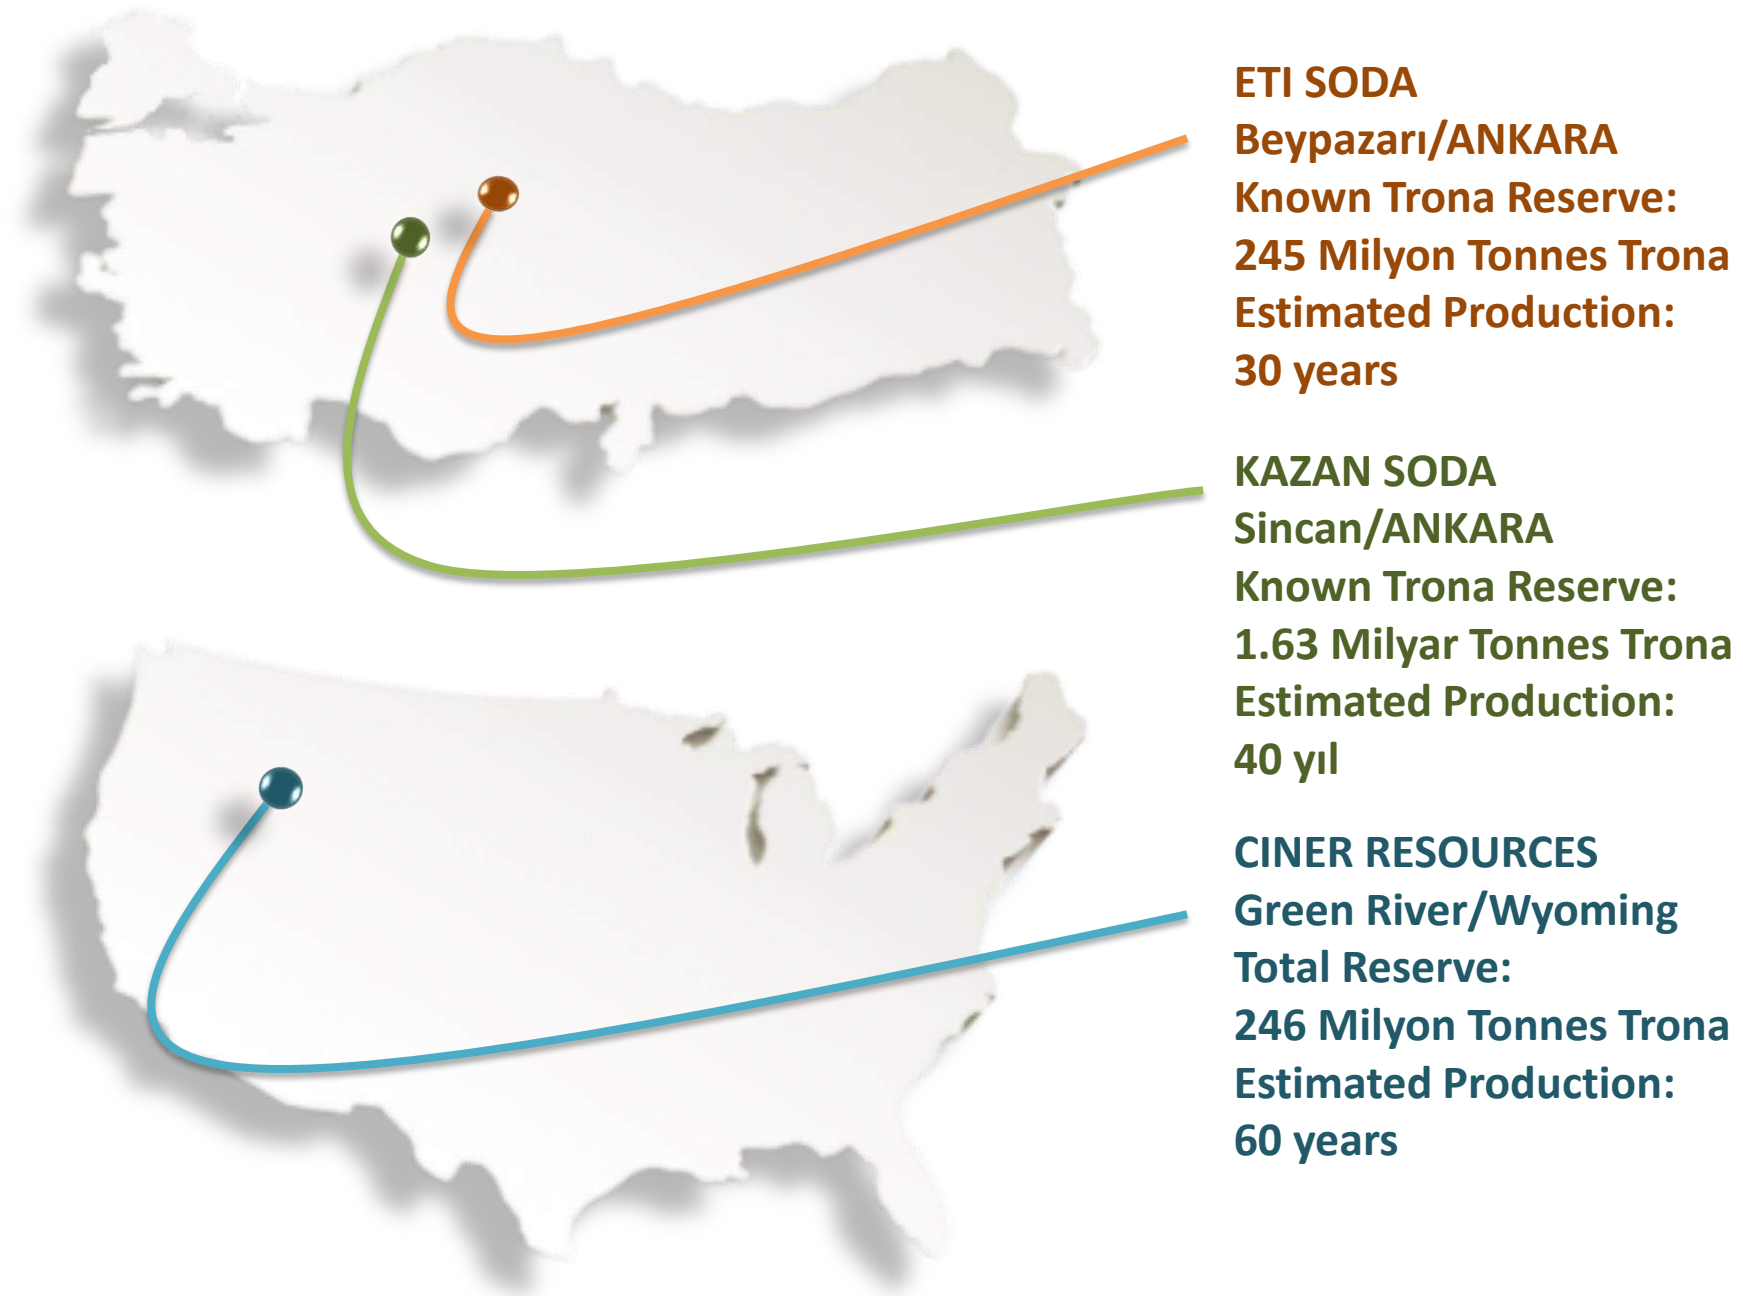 ETI SODA
Beypazarı/ANKARA
Known Trona Reserve:
245 Milyon Tonnes Trona
Estimated Production:
30 years
KAZAN SODA
Sincan/ANKARA
Known Trona Reserve:
1.63 Milyar Tonnes Trona
Estimated Production:
40 yıl
CINER RESOURCES
Green River/Wyoming
Total Reserve:
246 Milyon Tonnes Trona
Estimated Production:
60 years